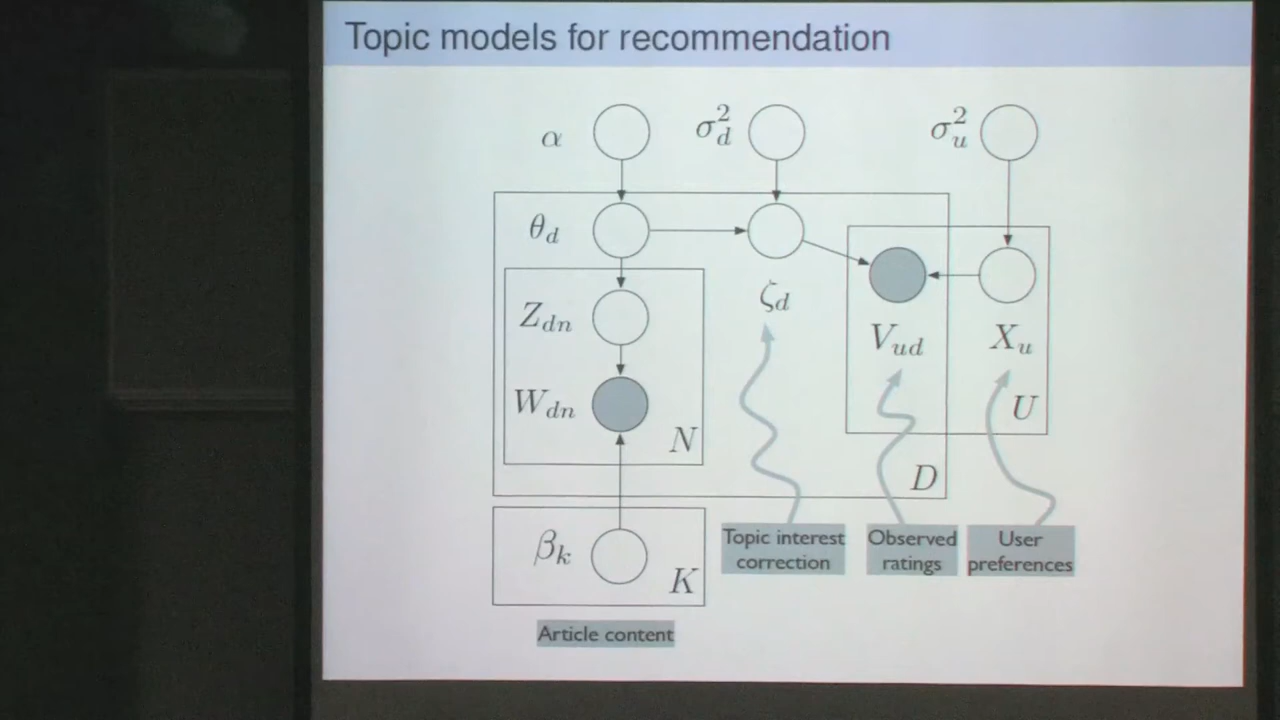 Topic models for recommendation
α
σ²_d
σ²_u
θ_d
Z_dn
ζ_d
V_ud
X_u
W_dn
U
N
D
β_k
K
Topic interest
correction
Observed
ratings
User
preferences
Article content